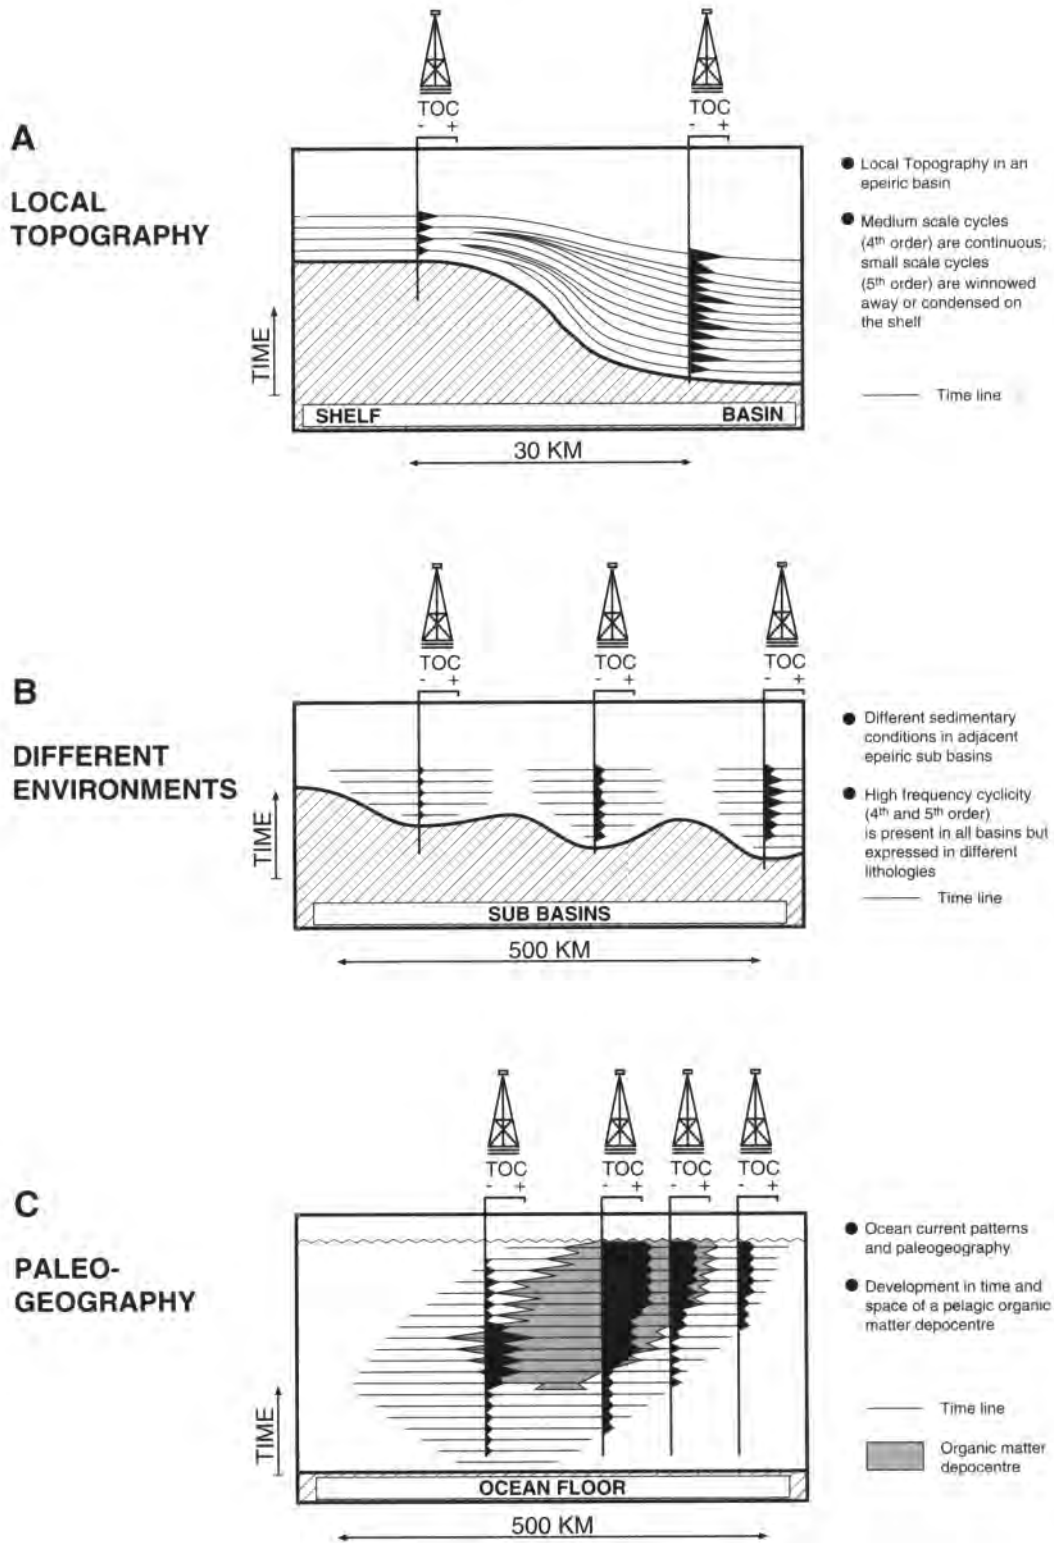 TOC
- +
TOC
- +
A
LOCAL
TOPOGRAPHY
● Local Topography in an
epeiric basin
● Medium scale cycles
(4th order) are continuous;
small scale cycles
(5th order) are winnowed
away or condensed on
the shelf
Time line
TIME
SHELF
BASIN
30 KM
TOC
- +
TOC
- +
TOC
- +
B
DIFFERENT
ENVIRONMENTS
● Different sedimentary
conditions in adjacent
epeiric sub basins
● High frequency cyclicity
(4th and 5th order)
is present in all basins but
expressed in different
lithologies
Time line
TIME
SUB BASINS
500 KM
TOC
- +
TOC
- +
TOC
- +
TOC
- +
C
PALEO-
GEOGRAPHY
● Ocean current patterns
and paleogeography
● Development in time and
space of a pelagic organic
matter depocentre
Time line
Organic matter
depocentre
TIME
OCEAN FLOOR
500 KM